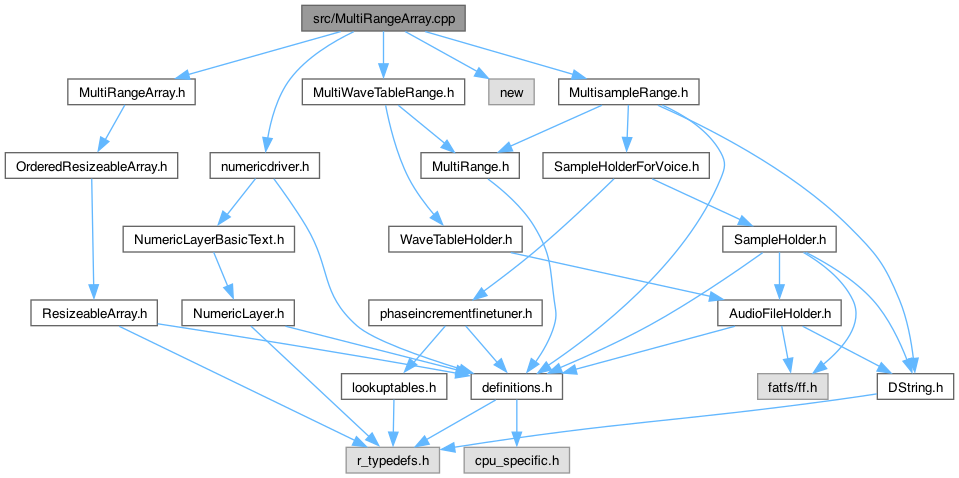 src/MultiRangeArray.cpp
MultiRangeArray.h
MultiWaveTableRange.h
new
MultisampleRange.h
OrderedResizeableArray.h
numericdriver.h
MultiRange.h
SampleHolderForVoice.h
NumericLayerBasicText.h
WaveTableHolder.h
SampleHolder.h
ResizeableArray.h
NumericLayer.h
phaseincrementfinetuner.h
AudioFileHolder.h
lookuptables.h
definitions.h
fatfs/ff.h
DString.h
r_typedefs.h
cpu_specific.h